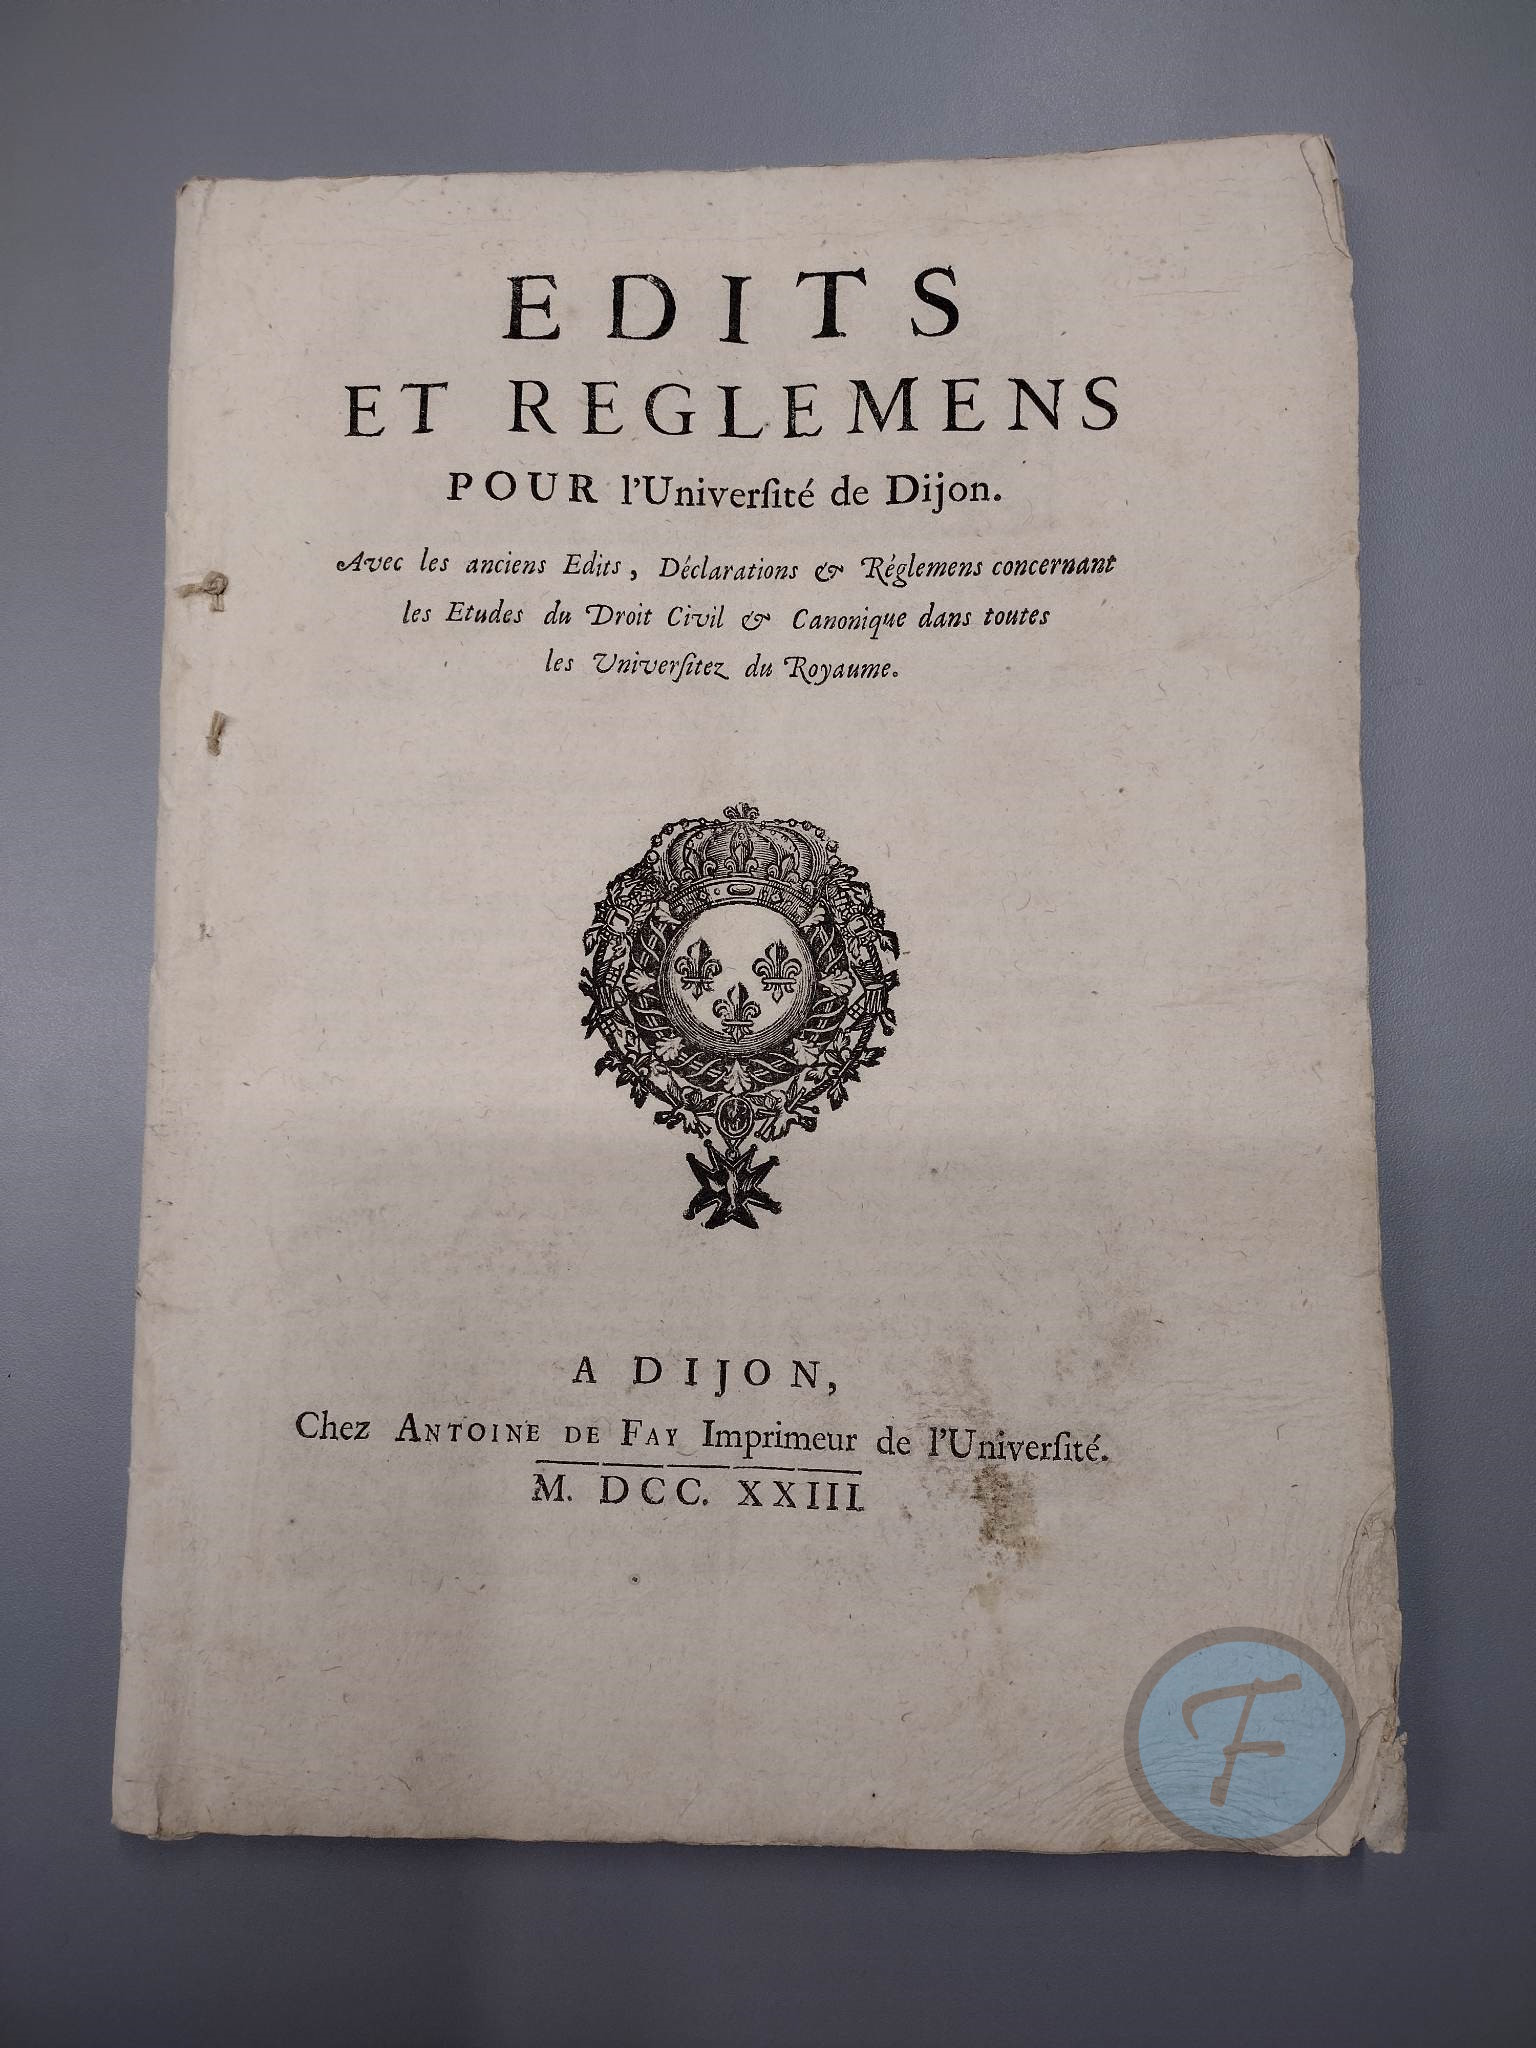 EDITS
ET REGLEMENS
POUR l'Univerſité de Dijon.
Avec les anciens Edits, Déclarations & Réglemens concernant
les Etudes du Droit Civil & Canonique dans toutes
les Univerſitez du Royaume.
A DIJON,
Chez ANTOINE DE FAY Imprimeur de l'Univerſité.
M. DCC. XXIII.
F